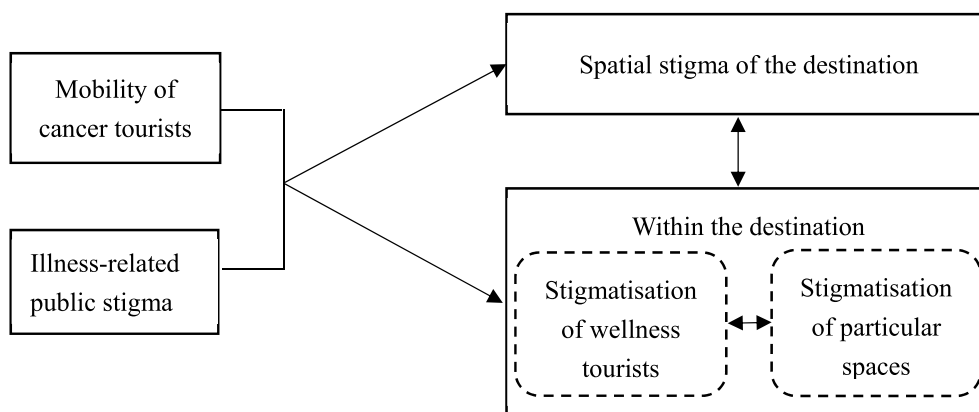 Mobility of
cancer tourists
Illness-related
public stigma
Spatial stigma of the destination
Within the destination
Stigmatisation
of wellness
tourists
Stigmatisation
of particular
spaces